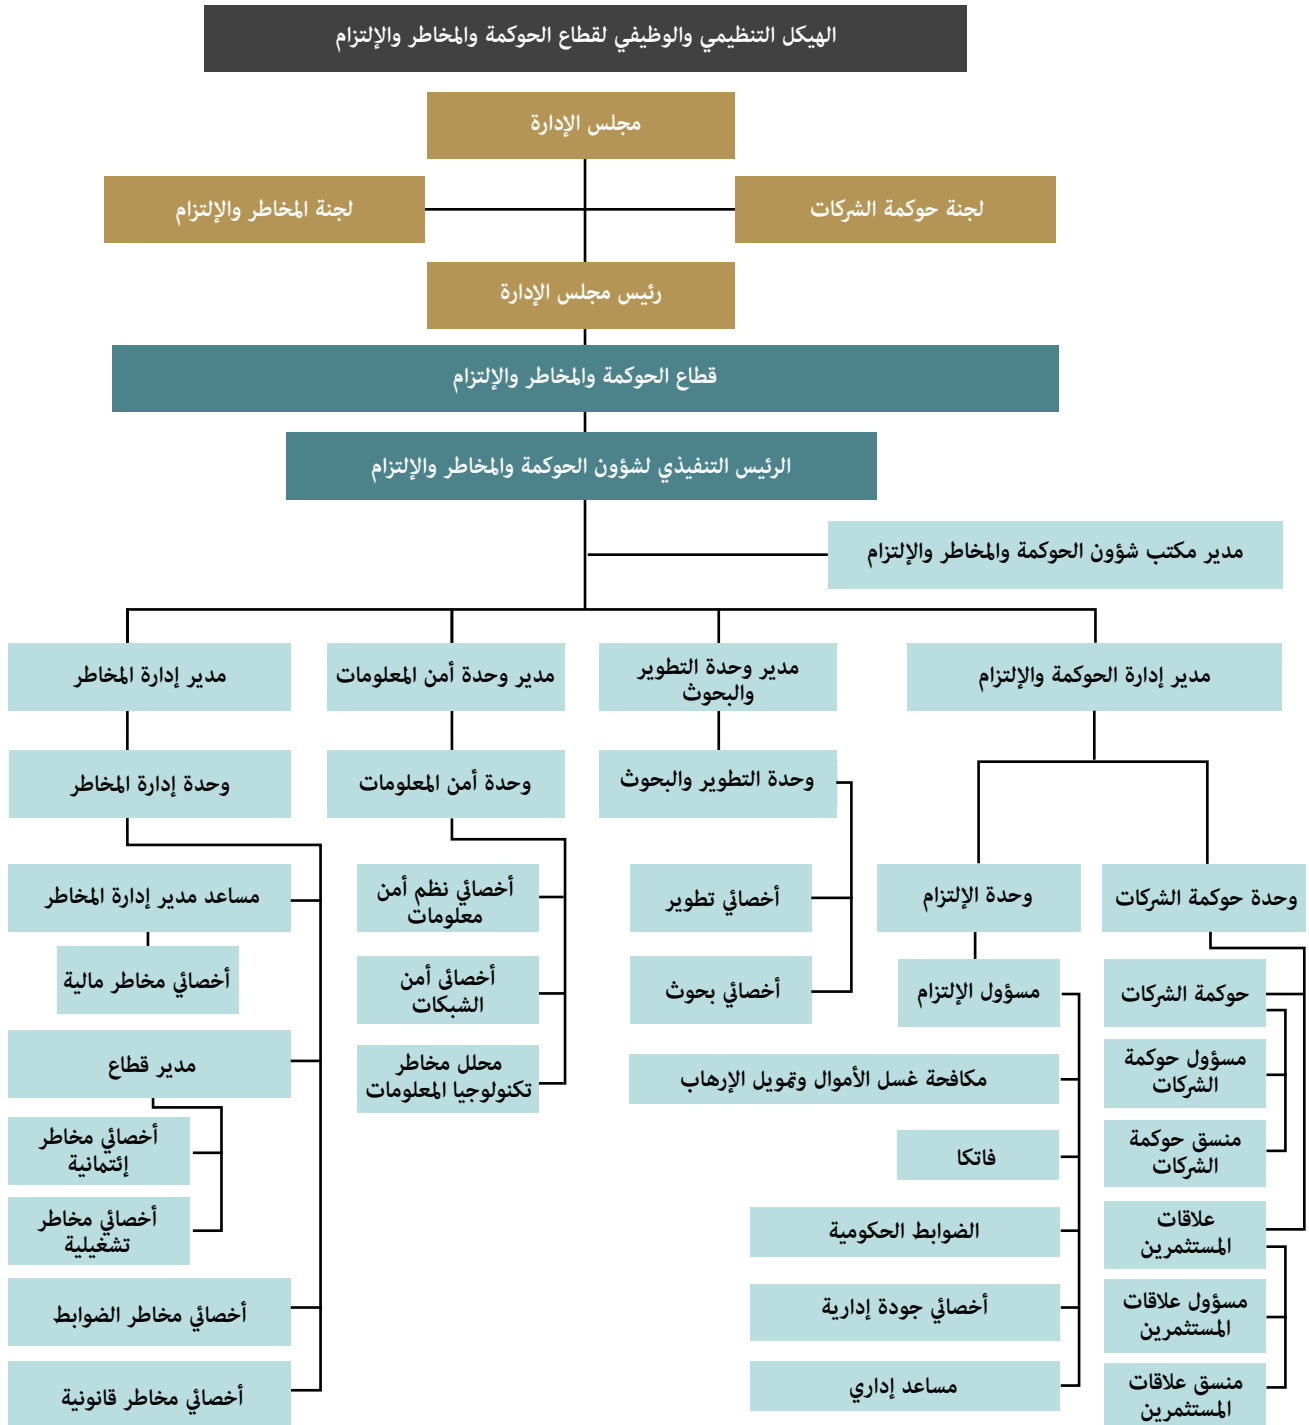 الهيكل التنظيمي والوظيفي لقطاع الحوكمة والمخاطر والإلتزام
مجلس الإدارة
لجنة حوكمة الشركات
لجنة المخاطر والإلتزام
رئيس مجلس الإدارة
قطاع الحوكمة والمخاطر والإلتزام
الرئيس التنفيذي لشؤون الحوكمة والمخاطر والإلتزام
مدير مكتب شؤون الحوكمة والمخاطر والإلتزام
مدير إدارة الحوكمة والإلتزام
مدير وحدة التطوير
والبحوث
مدير وحدة أمن المعلومات
مدير إدارة المخاطر
وحدة التطوير والبحوث
وحدة أمن المعلومات
وحدة إدارة المخاطر
وحدة حوكمة الشركات
حوكمة الشركات
مسؤول حوكمة
الشركات
منسق حوكمة
الشركات
علاقات
المستثمرين
مسؤول علاقات
المستثمرين
منسق علاقات
المستثمرين
وحدة الإلتزام
مسؤول الإلتزام
مكافحة غسل الأموال وتمويل الإرهاب
فاتكا
الضوابط الحكومية
أخصائي جودة إدارية
مساعد إداري
أخصائي تطوير
أخصائي بحوث
أخصائي نظم أمن
معلومات
أخصائى أمن
الشبكات
محلل مخاطر
تكنولوجيا المعلومات
مساعد مدير إدارة المخاطر
أخصائي مخاطر مالية
مدير قطاع
أخصائي مخاطر
إئتمانية
أخصائي مخاطر
تشغيلية
أخصائي مخاطر الضوابط
أخصائي مخاطر قانونية